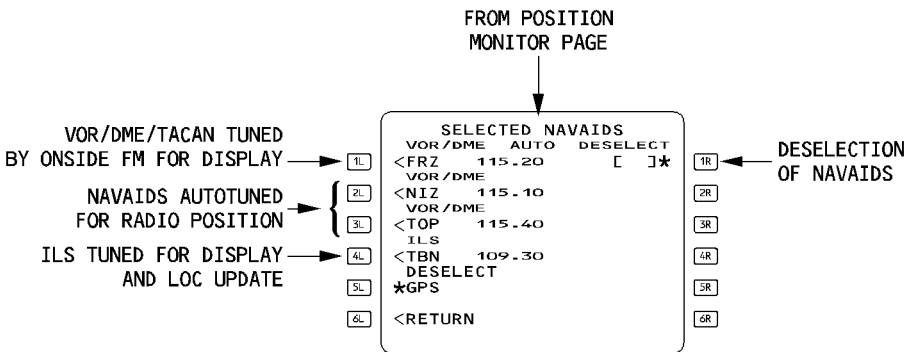 FROM POSITION
MONITOR PAGE
SELECTED NAVAIDS
VOR/DME AUTO DESELECT
VOR/DME/TACAN TUNED
BY ONSIDE FM FOR DISPLAY
1L
<FRZ 115.20 [ ]*
1R
DESELECTION
OF NAVAIDS
VOR/DME
NAVAIDS AUTOTUNED
FOR RADIO POSITION
2L
<NIZ 115.10
2R
VOR/DME
3L
<TOP 115.40
3R
ILS
ILS TUNED FOR DISPLAY
AND LOC UPDATE
4L
<TBN 109.30
4R
DESELECT
5L
*GPS
5R
6L
<RETURN
6R